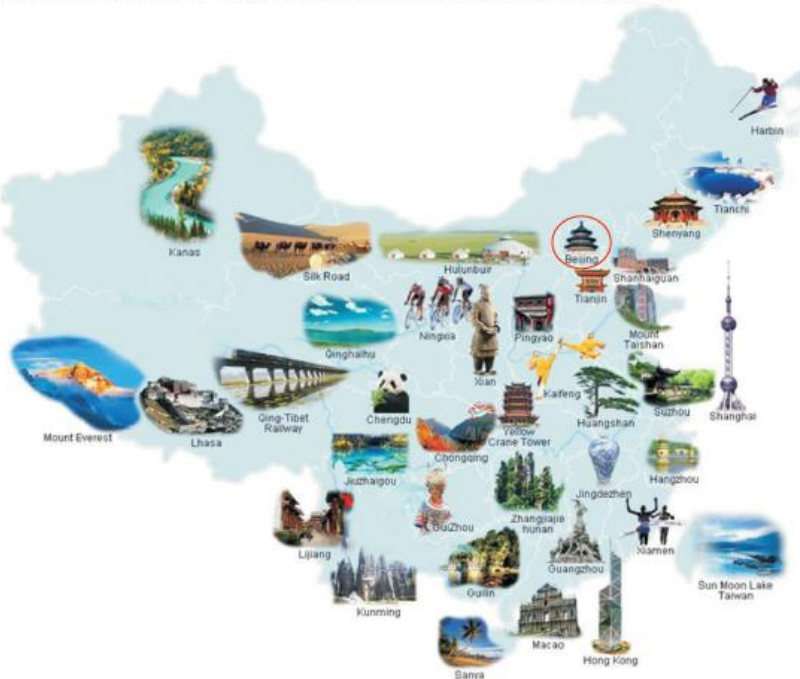 Harbin
Tianchi
Shenyang
Kanas
Beijing
Silk Road
Hulunbuir
Shanhaiguan
Tianjin
Qinghaihu
Ningxia
Pingyao
Mount
Taishan
Xian
Kaifeng
Mount Everest
Lhasa
Qing-Tibet
Railway
Chengdu
Huangshan
Suzhou
Shanghai
Chongqing
Yellow
Crane Tower
Jiuzhaigou
Jingdezhen
Hangzhou
GuiZhou
Zhangjiajie
hunan
Lijiang
Guangzhou
Xiamen
Sun Moon Lake
Taiwan
Kunming
Guilin
Macao
Hong Kong
Sanya